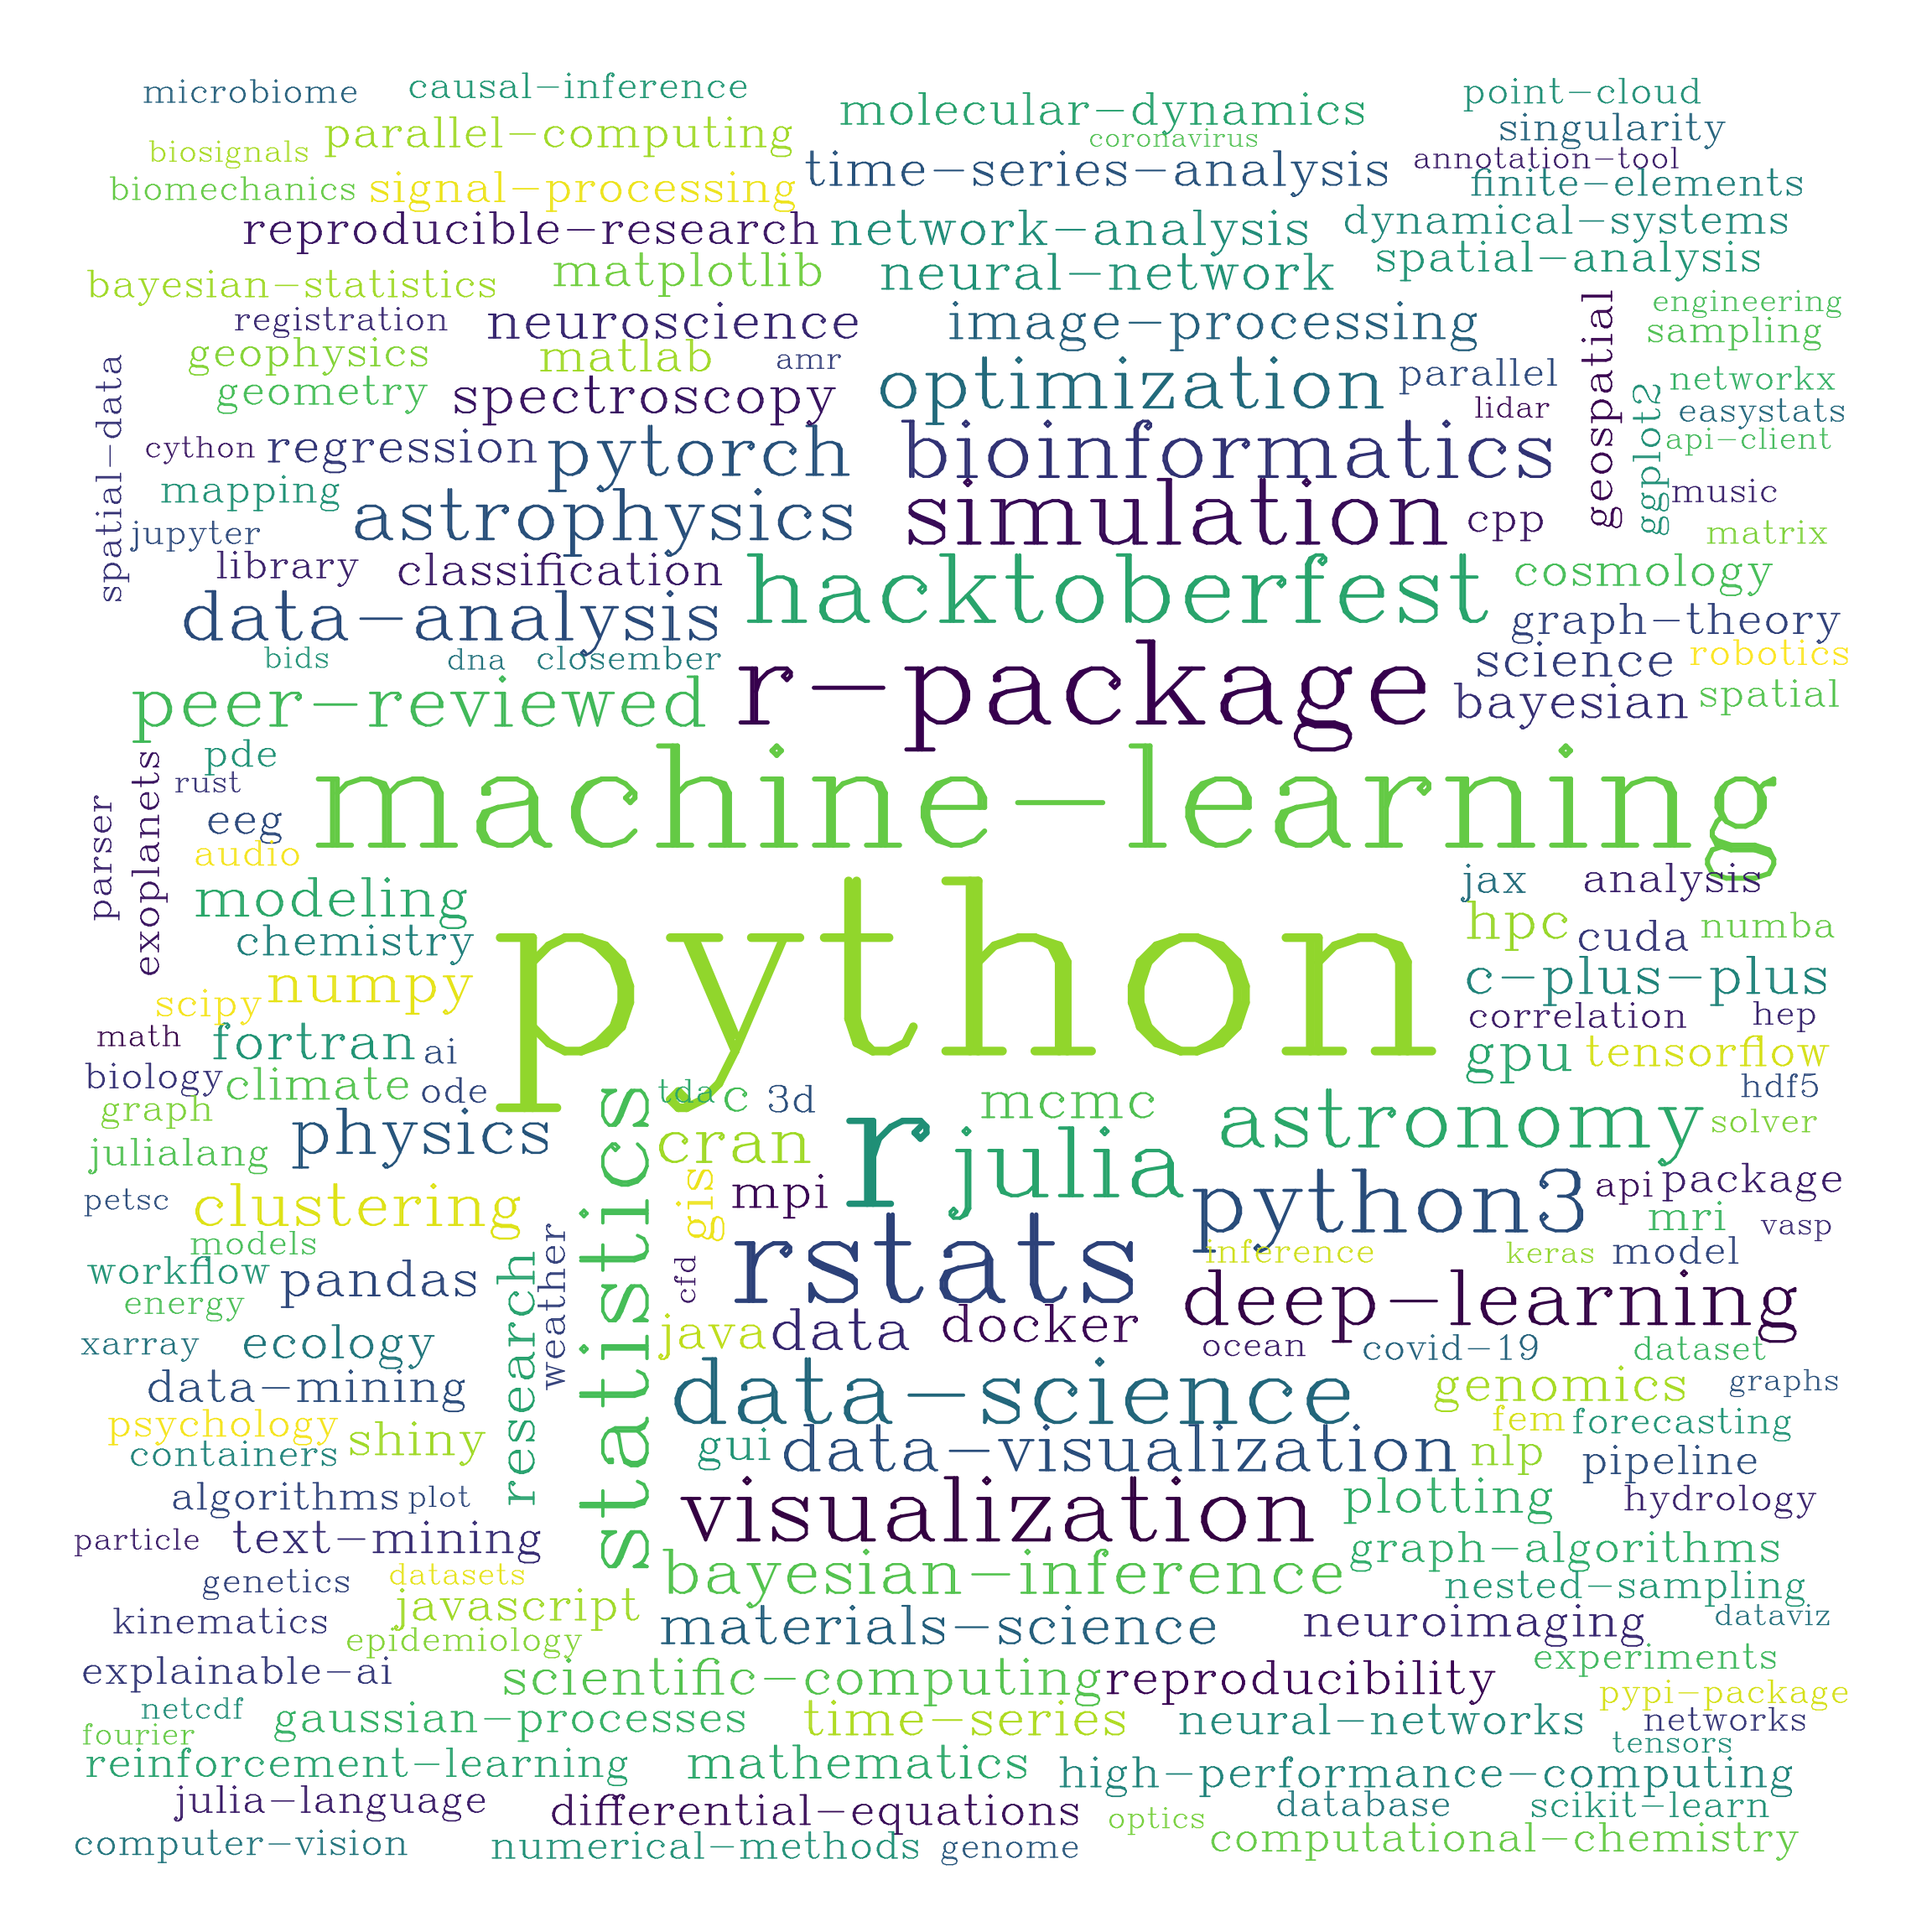 microbiome
causal-inference
molecular-dynamics
point-cloud
biosignals
parallel-computing
coronavirus
singularity
biomechanics
signal-processing
time-series-analysis
annotation-tool
finite-elements
reproducible-research
network-analysis
dynamical-systems
bayesian-statistics
matplotlib
neural-network
spatial-analysis
registration
neuroscience
image-processing
geospatial
engineering
sampling
geophysics
matlab
amr
optimization
parallel
networkx
spatial-data
geometry
spectroscopy
lidar
ggplot2
easystats
cython
regression
pytorch
bioinformatics
api-client
mapping
astrophysics
simulation
cpp
music
jupyter
matrix
library
classification
hacktoberfest
cosmology
data-analysis
graph-theory
bids
dna
closember
r-package
science
robotics
peer-reviewed
bayesian
spatial
pde
machine-learning
exoplanets
rust
parser
eeg
audio
modeling
python
jax
analysis
chemistry
hpc
cuda
numba
scipy
numpy
c-plus-plus
math
fortran
ai
correlation
hep
biology
climate
ode
gpu
tensorflow
graph
statistics
tda
c
3d
r
mcmc
astronomy
hdf5
solver
julialang
physics
cran
julia
petsc
clustering
gis
mpi
python3
api
package
models
mri
vasp
workflow
pandas
research
weather
cfd
rstats
inference
keras
model
energy
deep-learning
xarray
ecology
java
data
docker
ocean
covid-19
dataset
data-mining
data-science
genomics
graphs
psychology
shiny
containers
gui
data-visualization
nlp
fem
forecasting
pipeline
algorithms
plot
visualization
plotting
hydrology
particle
text-mining
graph-algorithms
genetics
datasets
bayesian-inference
nested-sampling
kinematics
javascript
materials-science
neuroimaging
dataviz
epidemiology
explainable-ai
scientific-computing
reproducibility
experiments
netcdf
pypi-package
fourier
gaussian-processes
time-series
neural-networks
networks
tensors
reinforcement-learning
mathematics
high-performance-computing
julia-language
differential-equations
optics
database
scikit-learn
computer-vision
numerical-methods
genome
computational-chemistry